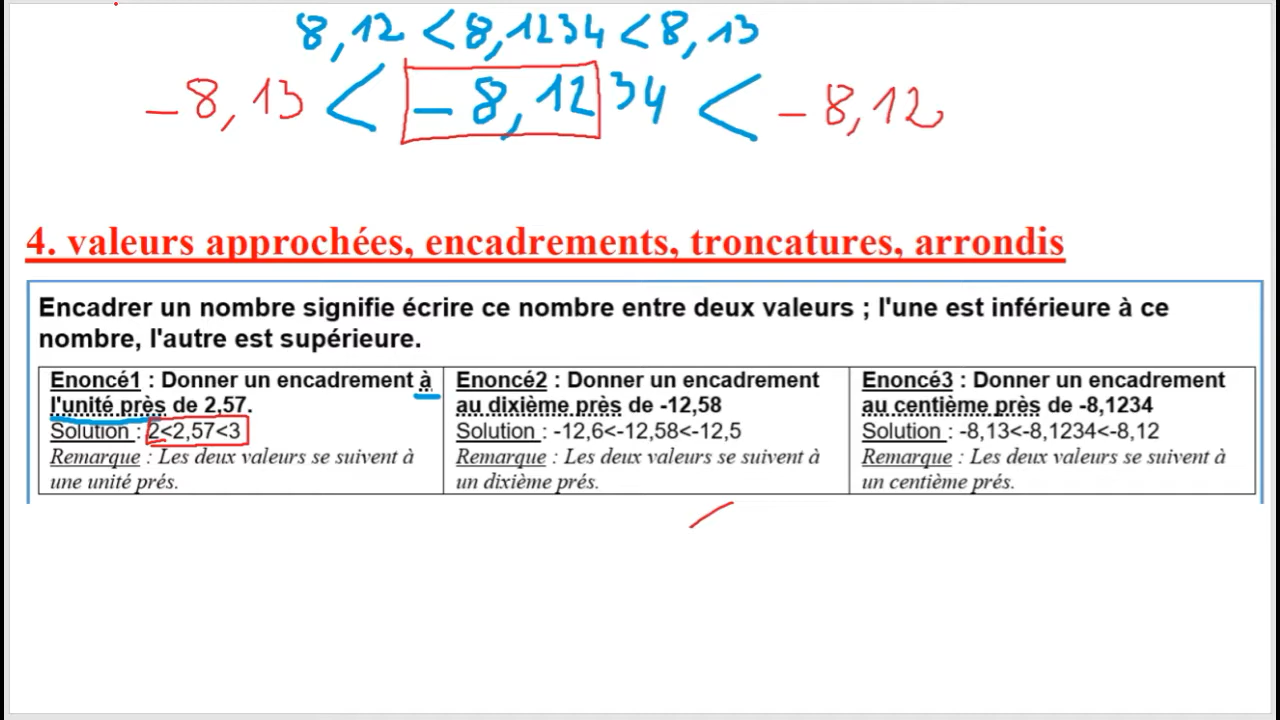 8,12 < 8,1234 < 8,13
-8,13 < -8,1234 < -8,12
4. valeurs approchées, encadrements, troncatures, arrondis
Encadrer un nombre signifie écrire ce nombre entre deux valeurs ; l'une est inférieure à ce
nombre, l'autre est supérieure.
Enoncé1 : Donner un encadrement à
l'unité près de 2,57.
Solution : 2<2,57<3
Remarque : Les deux valeurs se suivent à
une unité prés.
Enoncé2 : Donner un encadrement
au dixième près de -12,58
Solution : -12,6<-12,58<-12,5
Remarque : Les deux valeurs se suivent à
un dixième prés.
Enoncé3 : Donner un encadrement
au centième près de -8,1234
Solution : -8,13<-8,1234<-8,12
Remarque : Les deux valeurs se suivent à
un centième prés.